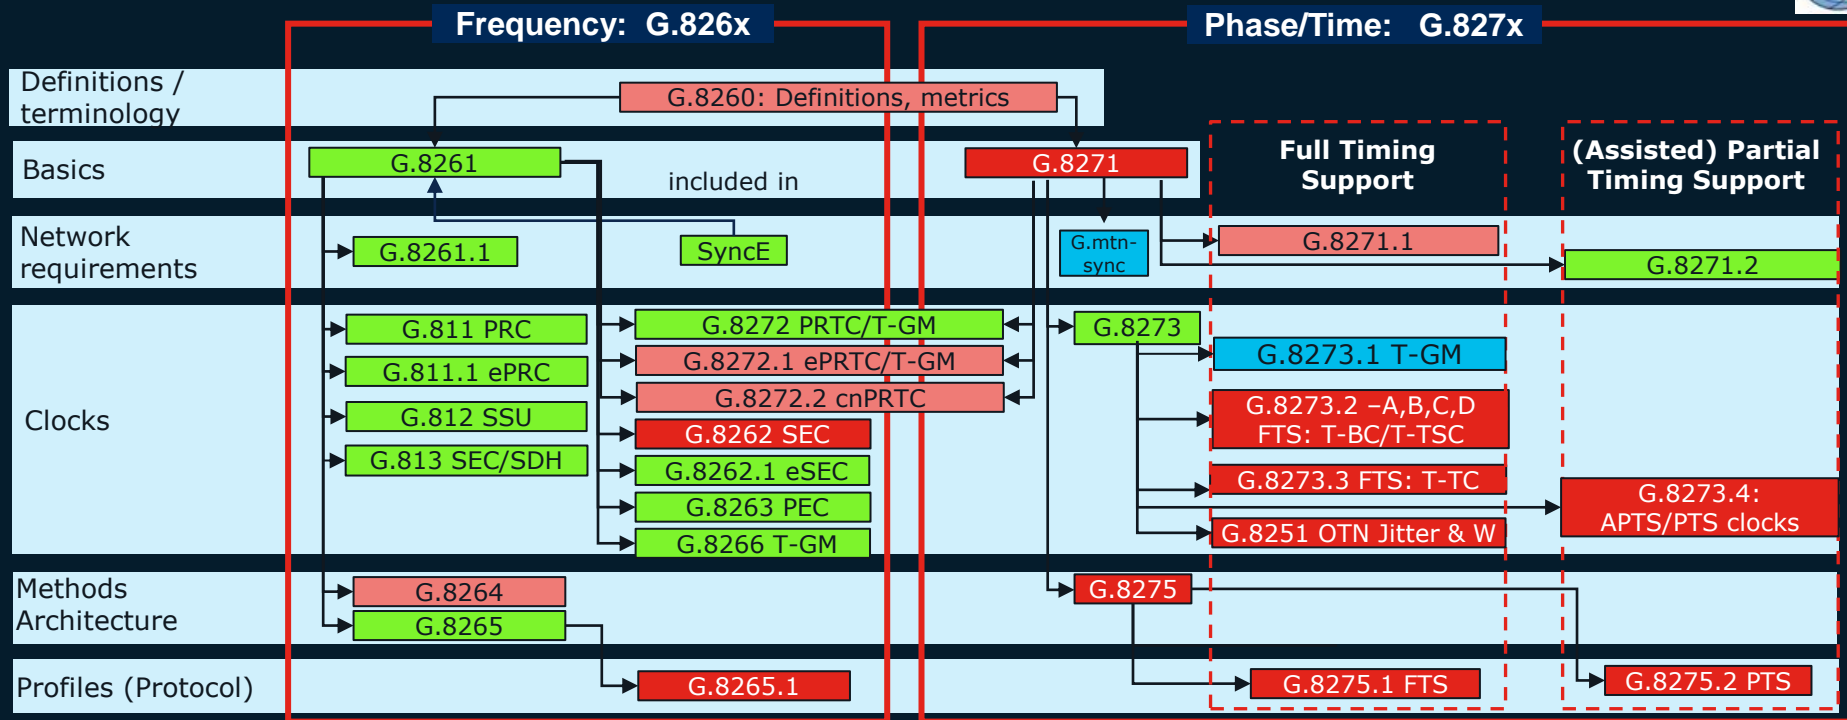 Frequency: G.826x
Phase/Time: G.827x
Definitions /
terminology
G.8260: Definitions, metrics
Basics
G.8261
included in
G.8271
Full Timing
Support
(Assisted) Partial
Timing Support
Network
requirements
G.8261.1
SyncE
G.mtn-
sync
G.8271.1
G.8271.2
Clocks
G.811 PRC
G.811.1 ePRC
G.812 SSU
G.813 SEC/SDH
G.8272 PRTC/T-GM
G.8272.1 ePRTC/T-GM
G.8272.2 cnPRTC
G.8262 SEC
G.8262.1 eSEC
G.8263 PEC
G.8266 T-GM
G.8273
G.8273.1 T-GM
G.8273.2 –A,B,C,D
FTS: T-BC/T-TSC
G.8273.3 FTS: T-TC
G.8251 OTN Jitter & W
G.8273.4:
APTS/PTS clocks
Methods
Architecture
G.8264
G.8265
G.8275
Profiles (Protocol)
G.8265.1
G.8275.1 FTS
G.8275.2 PTS